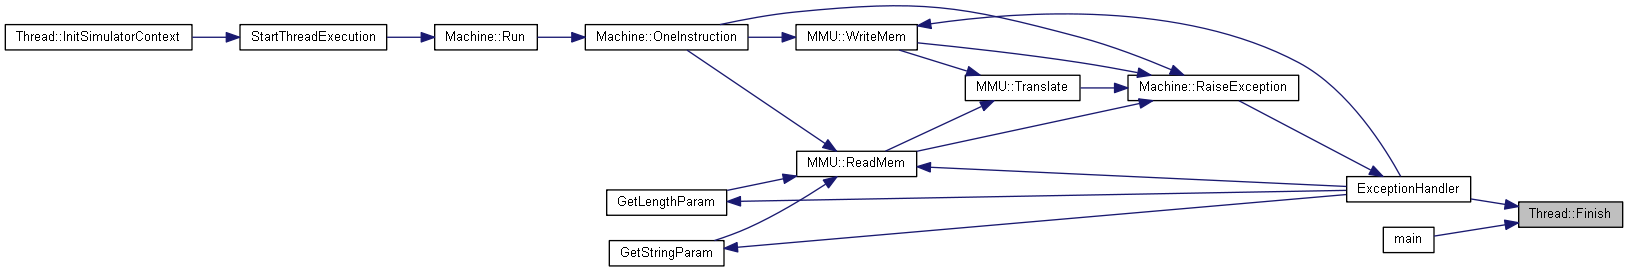 Thread::InitSimulatorContext
StartThreadExecution
Machine::Run
Machine::OneInstruction
MMU::WriteMem
MMU::Translate
Machine::RaiseException
MMU::ReadMem
GetLengthParam
ExceptionHandler
Thread::Finish
main
GetStringParam